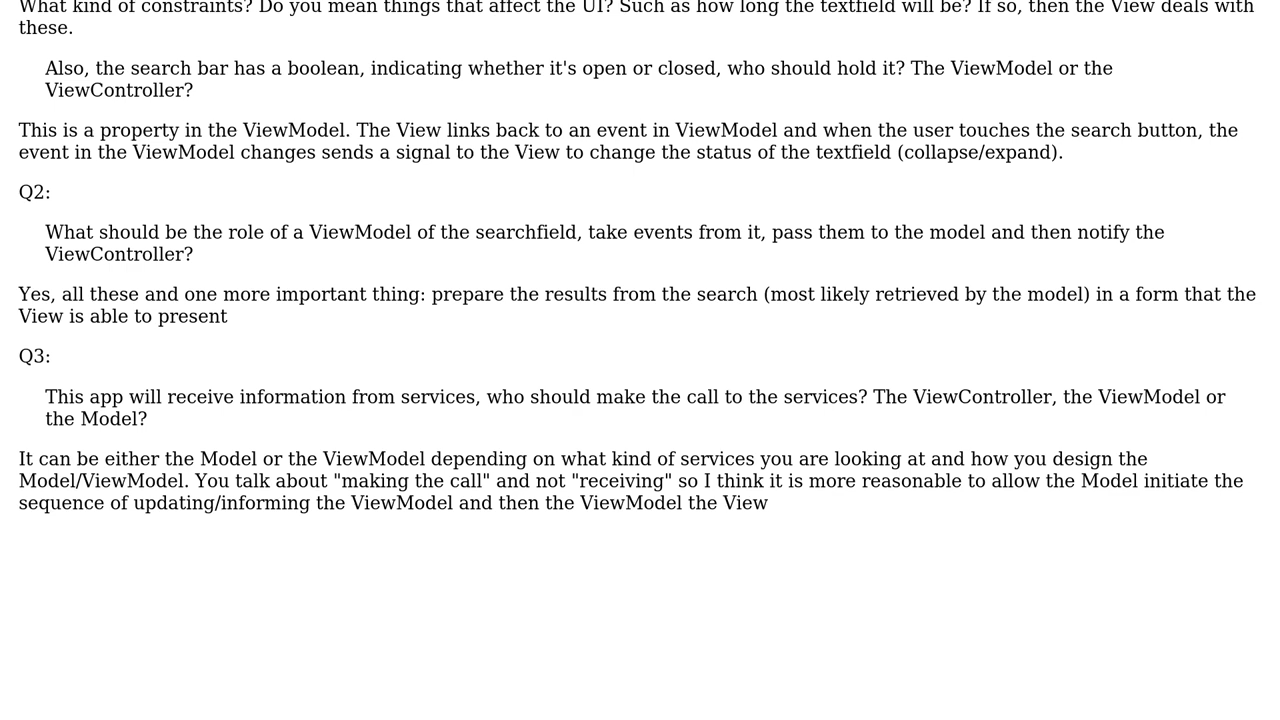 What kind of constraints? Do you mean things that affect the UI? Such as how long the textfield will be? If so, then the View deals with
these.
Also, the search bar has a boolean, indicating whether it's open or closed, who should hold it? The ViewModel or the
ViewController?
This is a property in the ViewModel. The View links back to an event in ViewModel and when the user touches the search button, the
event in the ViewModel changes sends a signal to the View to change the status of the textfield (collapse/expand).
Q2:
What should be the role of a ViewModel of the searchfield, take events from it, pass them to the model and then notify the
ViewController?
Yes, all these and one more important thing: prepare the results from the search (most likely retrieved by the model) in a form that the
View is able to present
Q3:
This app will receive information from services, who should make the call to the services? The ViewController, the ViewModel or
the Model?
It can be either the Model or the ViewModel depending on what kind of services you are looking at and how you design the
Model/ViewModel. You talk about "making the call" and not "receiving" so I think it is more reasonable to allow the Model initiate the
sequence of updating/informing the ViewModel and then the ViewModel the View